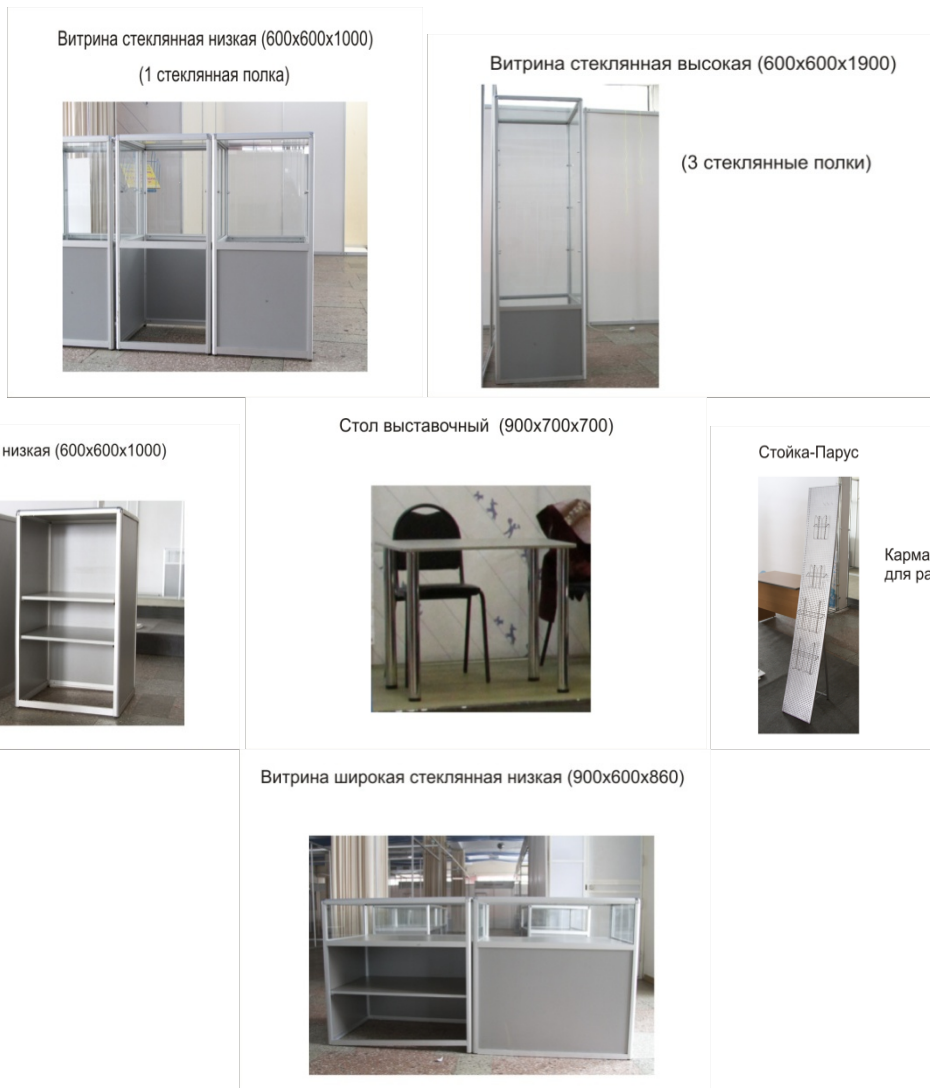 Витрина стеклянная низкая (600х600х1000)
(1 стеклянная полка)
Витрина стеклянная высокая (600х600х1900)
(3 стеклянные полки)
низкая (600х600х1000)
Стол выставочный (900х700х700)
Стойка-Парус
Карма
для ра
Витрина широкая стеклянная низкая (900х600х860)